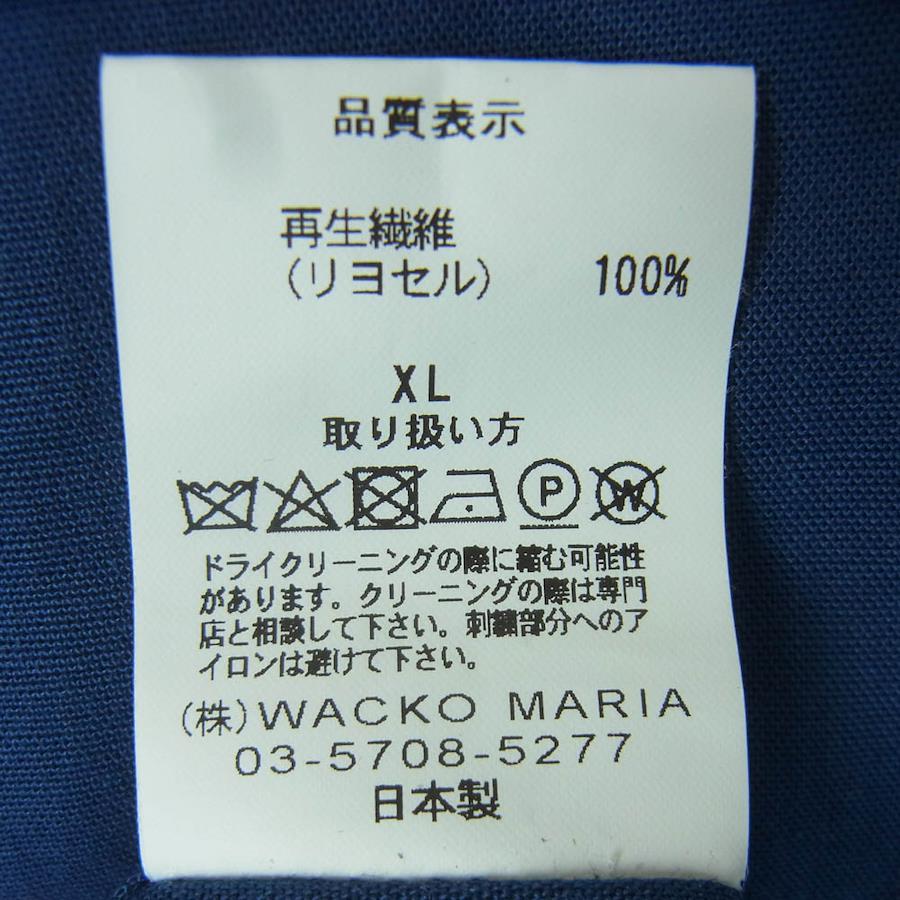 品質表示
再生繊維
(リヨセル) 100%
XL
取り扱い方
P
W
ドライクリーニングの際に縮む可能性
があります。クリーニングの際は専門
店と相談して下さい。刺繍部分へのア
イロンは避けて下さい。
(株)WACKO MARIA
03-5708-5277
日本製